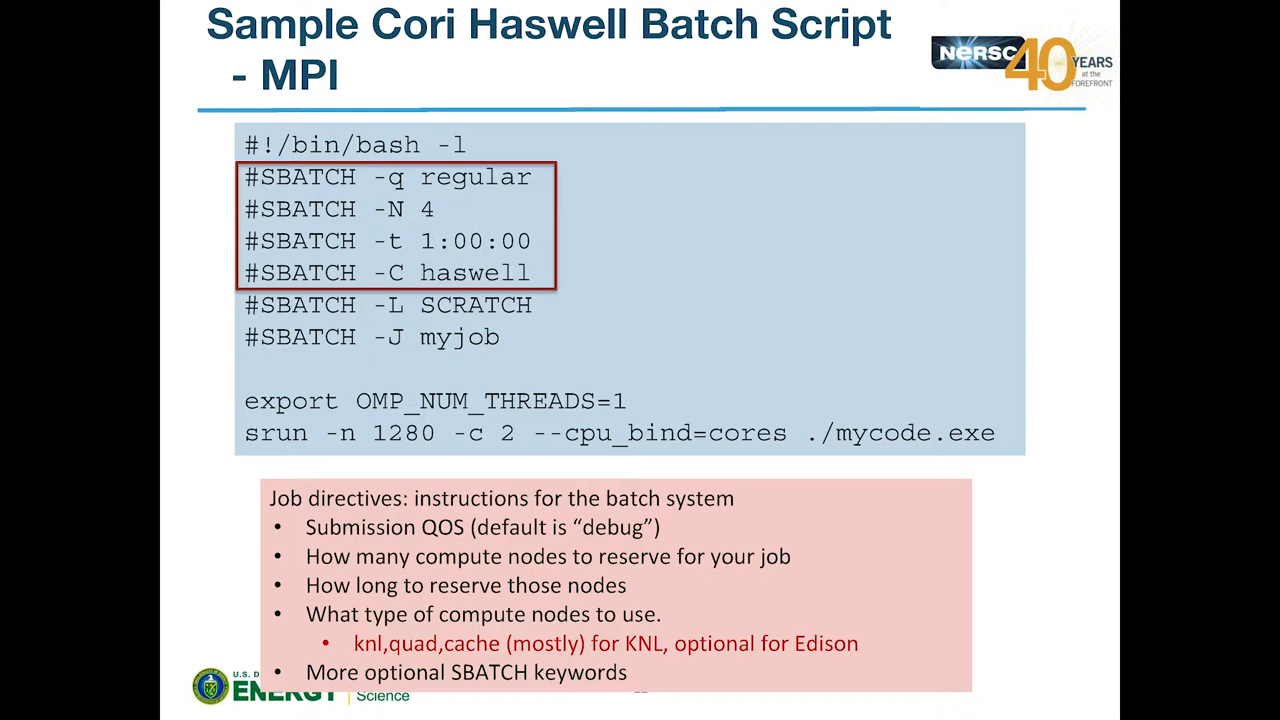 Sample Cori Haswell Batch Script
- MPI
NERSC
40
YEARS
at the
FOREFRONT
#!/bin/bash -l
#SBATCH -q regular
#SBATCH -N 4
#SBATCH -t 1:00:00
#SBATCH -C haswell
#SBATCH -L SCRATCH
#SBATCH -J myjob
export OMP_NUM_THREADS=1
srun -n 1280 -c 2 --cpu_bind=cores ./mycode.exe
Job directives: instructions for the batch system
• Submission QOS (default is “debug”)
• How many compute nodes to reserve for your job
• How long to reserve those nodes
• What type of compute nodes to use.
• knl,quad,cache (mostly) for KNL, optional for Edison
• More optional SBATCH keywords
U.S. D
ENERGY
Science